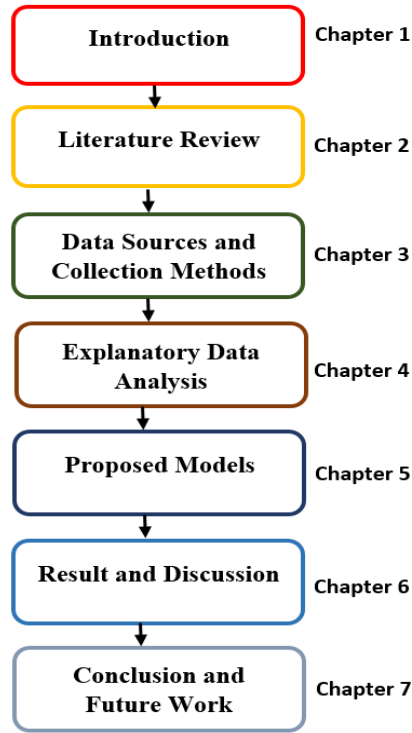 Introduction
Chapter 1
Literature Review
Chapter 2
Data Sources and
Collection Methods
Chapter 3
Explanatory Data
Analysis
Chapter 4
Proposed Models
Chapter 5
Result and Discussion
Chapter 6
Conclusion and
Future Work
Chapter 7